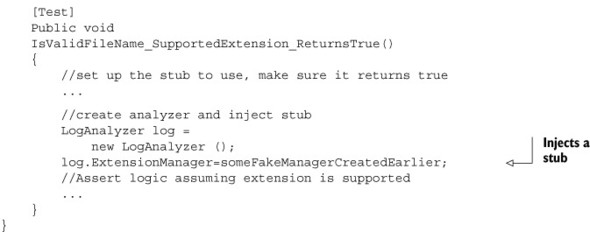 [Test]
Public void
IsValidFileName_SupportedExtension_ReturnsTrue()
{
//set up the stub to use, make sure it returns true
...
//create analyzer and inject stub
LogAnalyzer log =
new LogAnalyzer ();
log.ExtensionManager=someFakeManagerCreatedEarlier;
Injects a
stub
//Assert logic assuming extension is supported
...
}
}